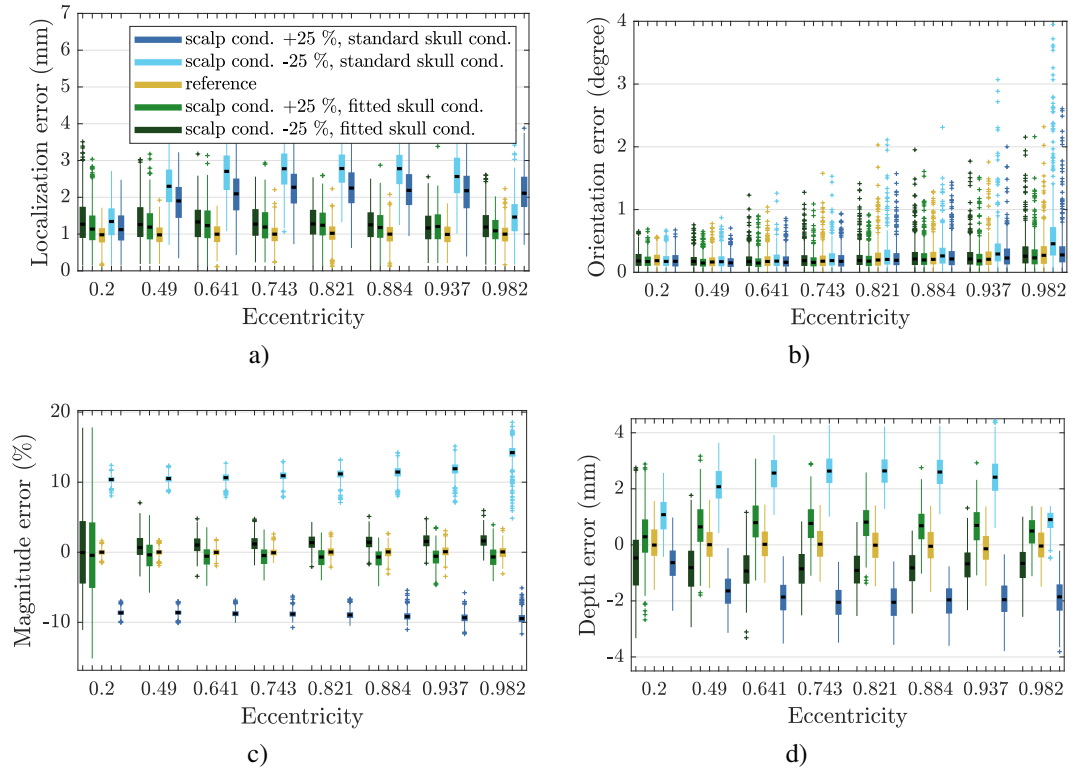 Localization error (mm)
7
6
5
4
3
2
1
0
scalp cond. +25 %, standard skull cond.
scalp cond. -25 %, standard skull cond.
reference
scalp cond. +25 %, fitted skull cond.
scalp cond. -25 %, fitted skull cond.
0.2 0.49 0.641 0.743 0.821 0.884 0.937 0.982
Eccentricity
a)
Orientation error (degree)
4
3
2
1
0
0.2 0.49 0.641 0.743 0.821 0.884 0.937 0.982
Eccentricity
b)
Magnitude error (%)
20
10
0
-10
0.2 0.49 0.641 0.743 0.821 0.884 0.937 0.982
Eccentricity
c)
Depth error (mm)
4
2
0
-2
-4
0.2 0.49 0.641 0.743 0.821 0.884 0.937 0.982
Eccentricity
d)